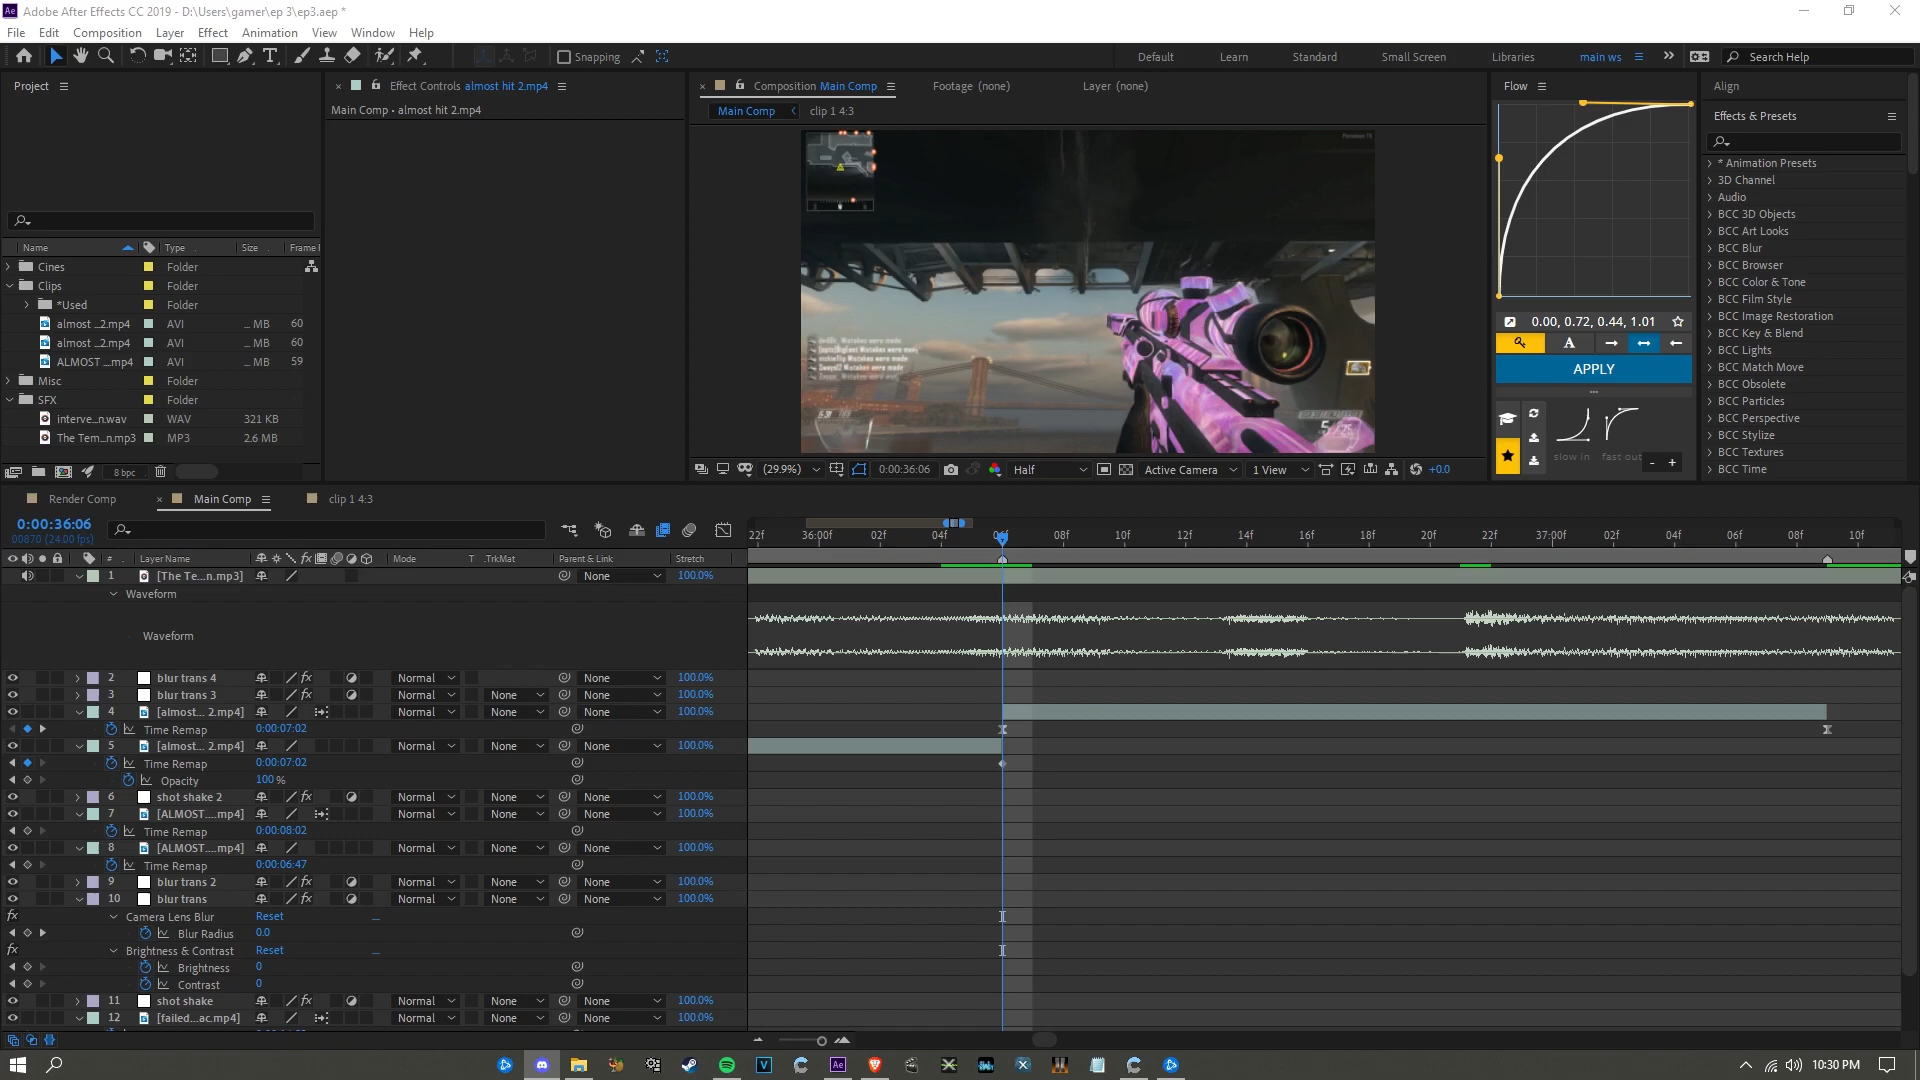 Ae Adobe After Effects CC 2019 - D:\Users\gamer\ep 3\ep3.aep *
File Edit Composition Layer Effect Animation View Window Help
Snapping Default Learn Standard Small Screen Libraries main ws Search Help
Project
Effect Controls almost hit 2.mp4
Main Comp - almost hit 2.mp4
Composition Main Comp Footage (none) Layer (none)
Main Comp clip 1 4:3
Flow
Align
Effects & Presets
* Animation Presets
3D Channel
Audio
BCC 3D Objects
BCC Art Looks
BCC Blur
BCC Browser
BCC Color & Tone
BCC Film Style
BCC Image Restoration
BCC Key & Blend
BCC Lights
BCC Match Move
BCC Obsolete
BCC Particles
BCC Perspective
BCC Stylize
BCC Textures
BCC Time
Name Type Size Frame
Cines Folder
Clips Folder
*Used Folder
almost ...2.mp4 AVI ... MB 60
almost ...2.mp4 AVI ... MB 60
ALMOST ....mp4 AVI ... MB 59
Misc Folder
SFX Folder
interve...n.wav WAV 321 KB
The Tem...n.mp3 MP3 2.6 MB
8 bpc
0.00, 0.72, 0.44, 1.01
A
APPLY
slow in fast out
- +
(29.9%) 0:00:36:06 Half Active Camera 1 View +0.0
Render Comp Main Comp clip 1 4:3
0:00:36:06
00870 (24.00 fps)
22f 36:00f 02f 04f 06f 08f 10f 12f 14f 16f 18f 20f 22f 37:00f 02f 04f 06f 08f 10f
# Layer Name Mode T .TrkMat Parent & Link Stretch
1 [The Te...n.mp3] None 100.0%
Waveform
Waveform
2 blur trans 4 fx Normal None 100.0%
3 blur trans 3 fx Normal None None 100.0%
4 [almost... 2.mp4] Normal None None 100.0%
Time Remap 0:00:07:02
5 [almost... 2.mp4] Normal None None 100.0%
Time Remap 0:00:07:02
Opacity 100 %
6 shot shake 2 fx Normal None None 100.0%
7 [ALMOST....mp4] Normal None None 100.0%
Time Remap 0:00:08:02
8 [ALMOST....mp4] Normal None None 100.0%
Time Remap 0:00:06:47
9 blur trans 2 fx Normal None None 100.0%
10 blur trans fx Normal None None 100.0%
fx Camera Lens Blur Reset
Blur Radius 0.0
fx Brightness & Contrast Reset
Brightness 0
Contrast 0
11 shot shake fx Normal None None 100.0%
12 [failed...ac.mp4] Normal None None 100.0%
10:30 PM